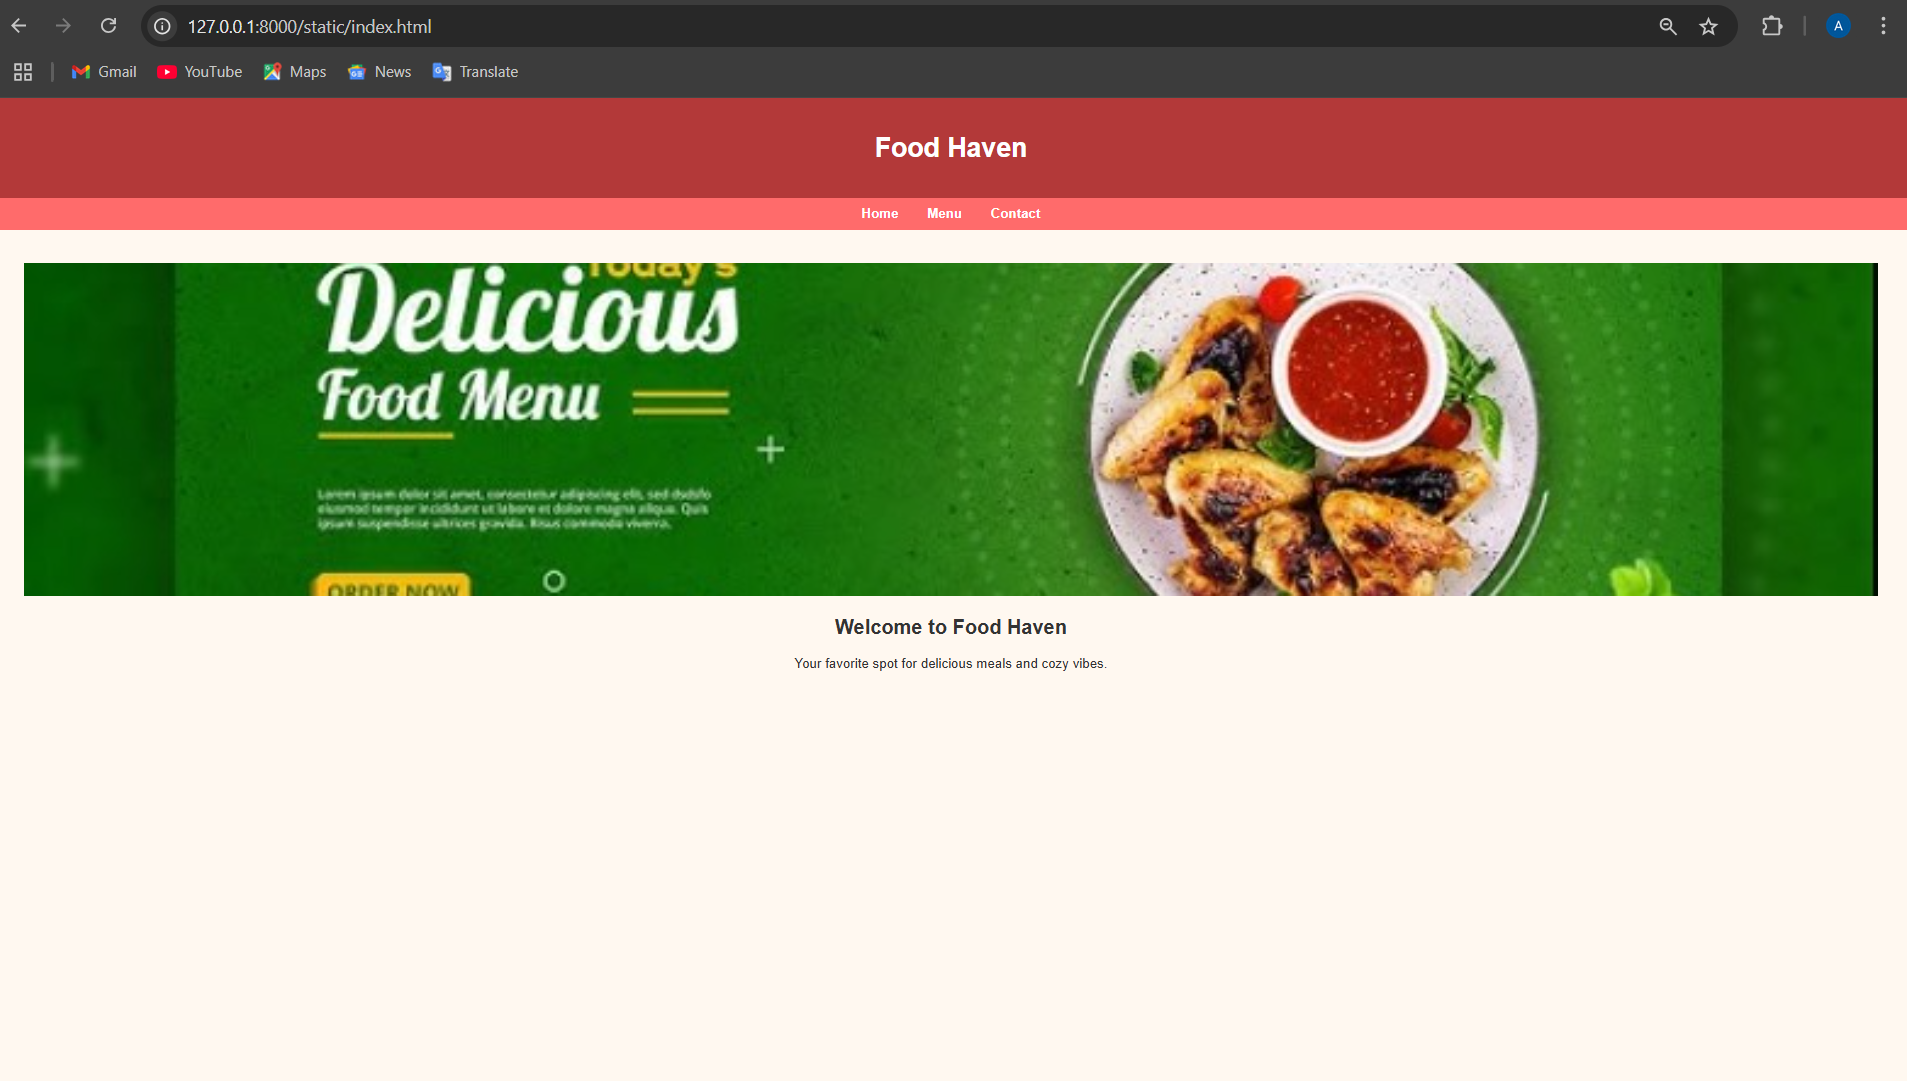 127.0.0.1:8000/static/index.html
A
Gmail YouTube Maps News Translate
Food Haven
Home Menu Contact
Today's
Delicious
Food Menu
Lorem ipsum dolor sit amet, consectetur adipiscing elit, sed
eiusmod tempor incididunt ut labore et dolore magna aliqua. Quis
ipsum suspendisse ultrices gravida. Risus commodo viverra.
ORDER NOW
Welcome to Food Haven
Your favorite spot for delicious meals and cozy vibes.